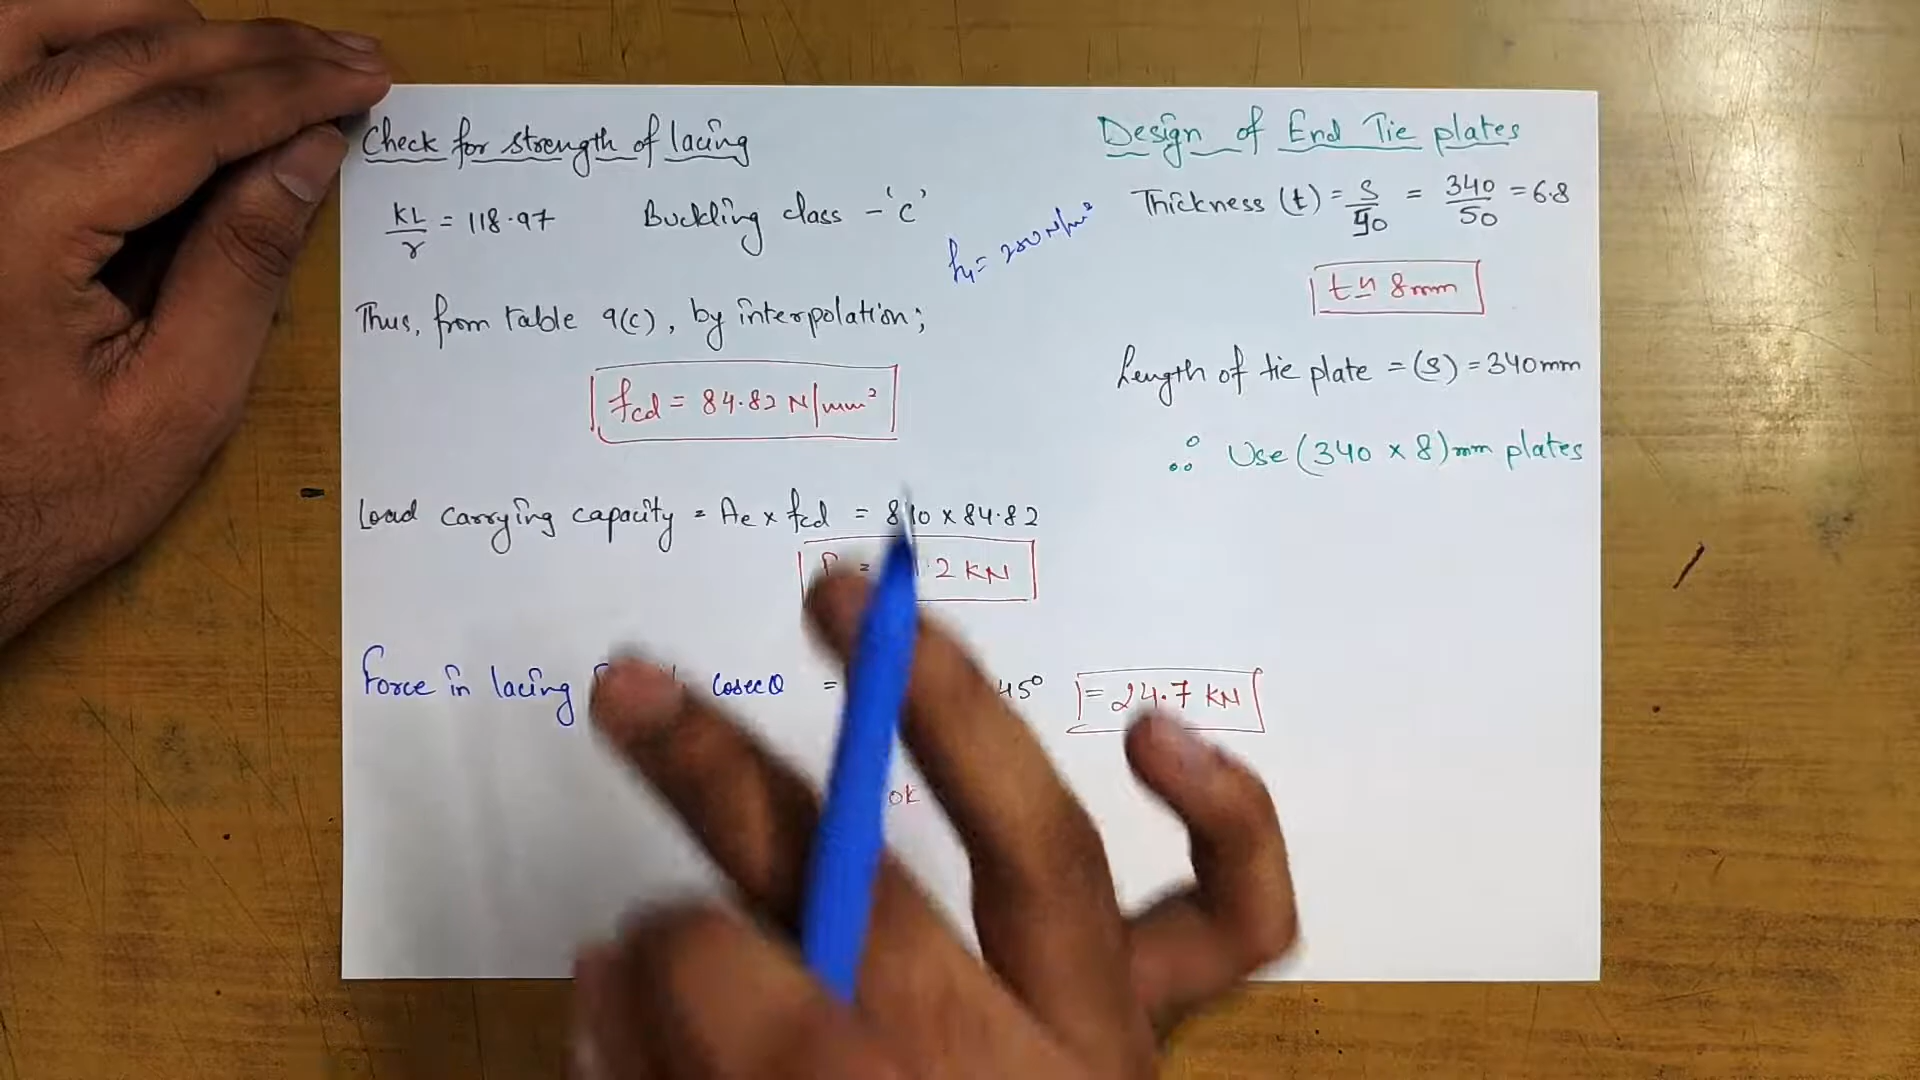 Check for strength of lacing
KL/r = 118.97 Buckling class - 'C'
fy = 250 N/mm²
Thus, from table 9(c), by interpolation;
fcd = 84.82 N/mm²
Load carrying capacity = Ae x fcd = 810 x 84.82
= .2 KN
Force in lacing cosecθ = 45° = 24.7 KN
OK
Design of End Tie plates
Thickness (t) = S/50 = 340/50 = 6.8
t ≃ 8mm
Length of tie plate = (S) = 340mm
∴ Use (340 x 8)mm plates